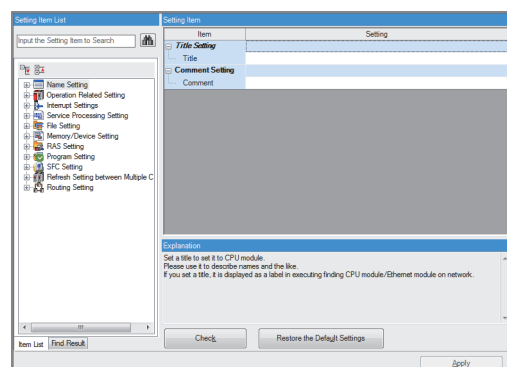 Setting Item List
Input the Setting Item to Search
Name Setting
Operation Related Setting
Interrupt Settings
Service Processing Setting
File Setting
Memory/Device Setting
RAS Setting
Program Setting
SFC Setting
Refresh Setting between Multiple C
Routing Setting
Item List Find Result
Setting Item
Item Setting
Title Setting
Title
Comment Setting
Comment
Explanation
Set a title to set it to CPU module.
Please use it to describe names and the like.
If you set a title, it is displayed as a label in executing finding CPU module/Ethernet module on network.
Check Restore the Default Settings
Apply